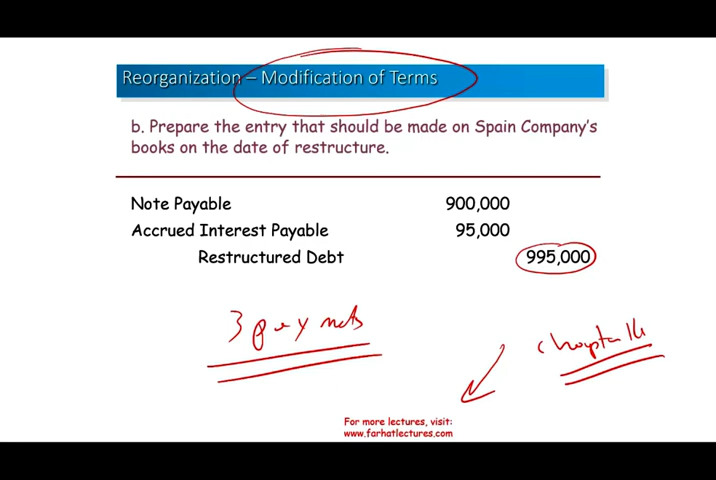 Reorganization – Modification of Terms
b. Prepare the entry that should be made on Spain Company's
books on the date of restructure.
Note Payable 900,000
Accrued Interest Payable 95,000
Restructured Debt 995,000
3 payments
chapter 14
For more lectures, visit:
www.farhatlectures.com